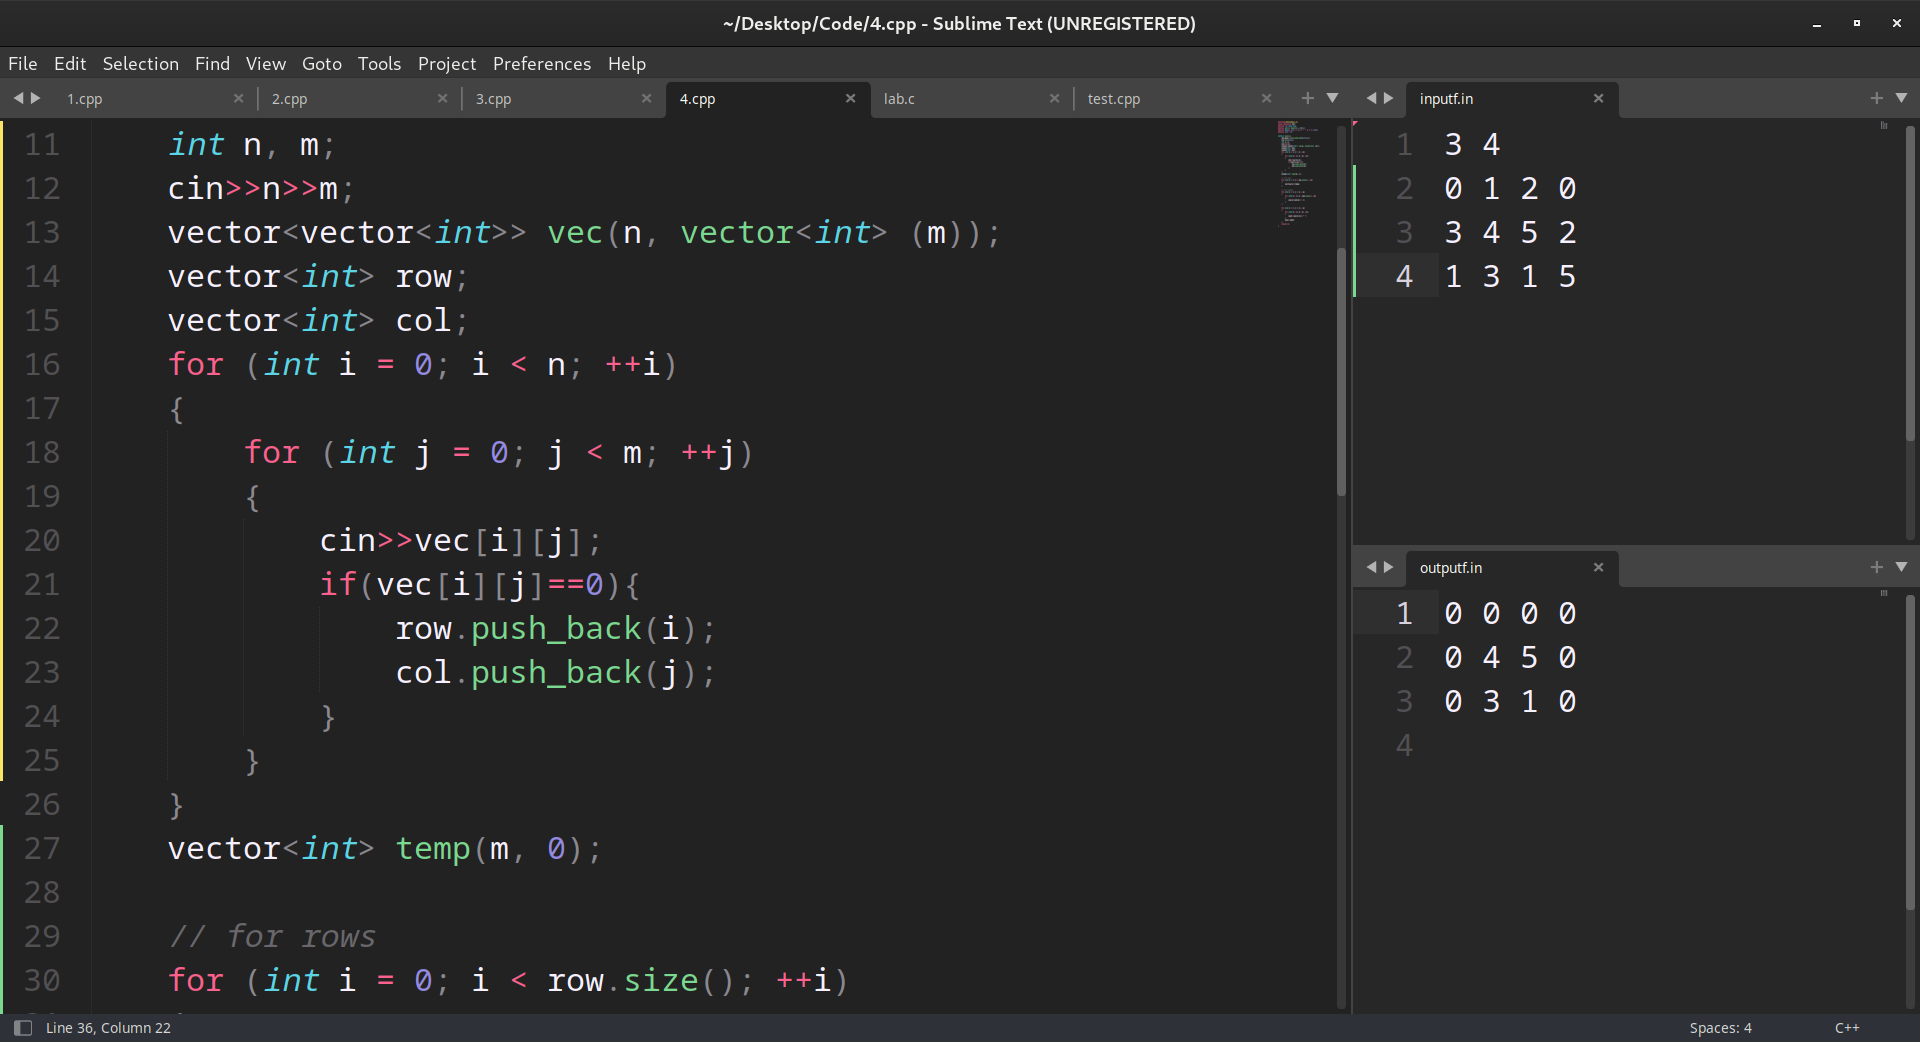 ~/Desktop/Code/4.cpp - Sublime Text (UNREGISTERED)
File Edit Selection Find View Goto Tools Project Preferences Help
1.cpp 2.cpp 3.cpp 4.cpp lab.c test.cpp
11 int n, m;
12 cin>>n>>m;
13 vector<vector<int>> vec(n, vector<int> (m));
14 vector<int> row;
15 vector<int> col;
16 for (int i = 0; i < n; ++i)
17 {
18 for (int j = 0; j < m; ++j)
19 {
20 cin>>vec[i][j];
21 if(vec[i][j]==0){
22 row.push_back(i);
23 col.push_back(j);
24 }
25 }
26 }
27 vector<int> temp(m, 0);
28
29 // for rows
30 for (int i = 0; i < row.size(); ++i)
inputf.in
1 3 4
2 0 1 2 0
3 3 4 5 2
4 1 3 1 5
outputf.in
1 0 0 0 0
2 0 4 5 0
3 0 3 1 0
4
Line 36, Column 22
Spaces: 4
C++